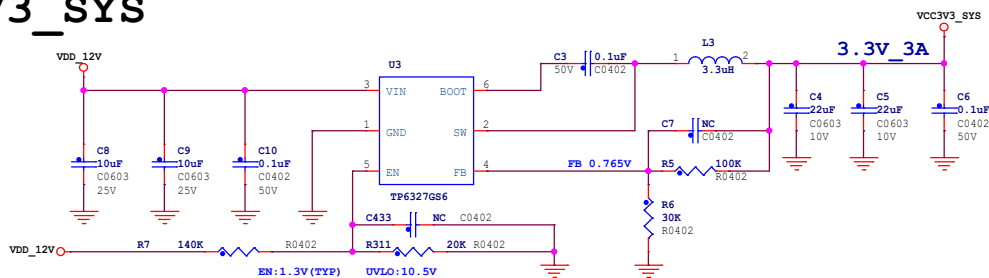 V3_SYS
VCC3V3_SYS
VDD_12V
U3
C3 0.1uF
50V C0402
1 L3 2
3.3uH
3.3V_3A
3 VIN BOOT 6
1 GND SW 2
5 EN FB 4
TP6327GS6
C8
10uF
C0603
25V
C9
10uF
C0603
25V
C10
0.1uF
C0402
50V
C7 NC
C0402
FB 0.765V
R5 100K
R0402
C4
22uF
C0603
10V
C5
22uF
C0603
10V
C6
0.1uF
C0402
50V
R6
30K
R0402
C433 NC C0402
VDD_12V
R7 140K R0402
R311 20K R0402
EN:1.3V(TYP) UVLO:10.5V